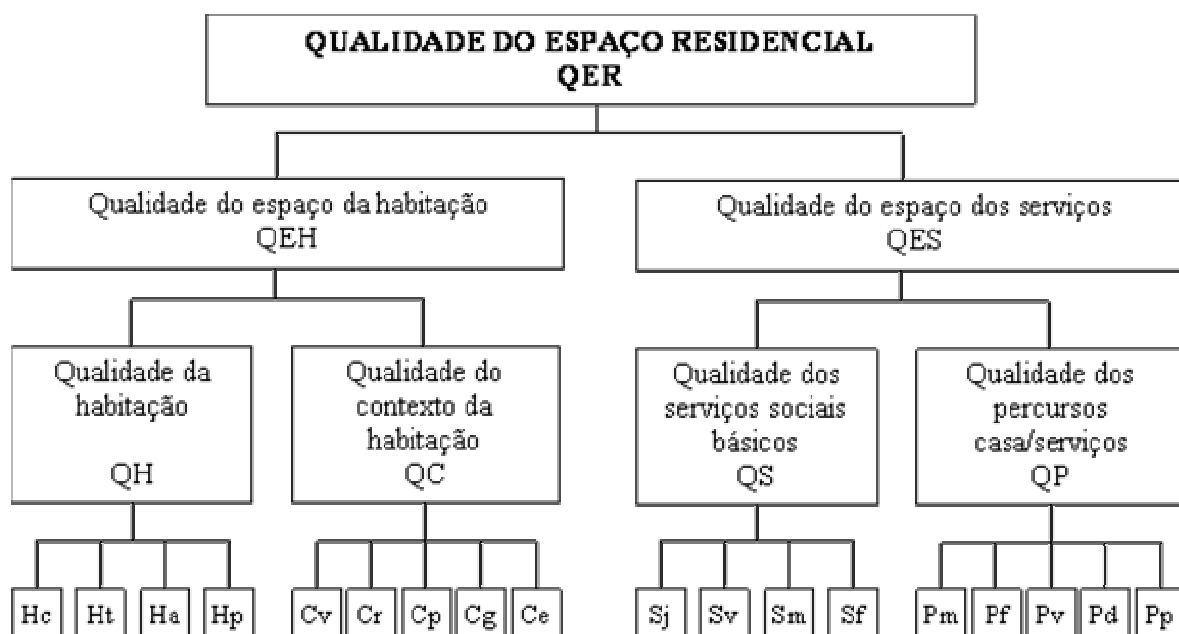 QUALIDADE DO ESPAÇO RESIDENCIAL
QER
Qualidade do espaço da habitação
QEH
Qualidade do espaço dos serviços
QES
Qualidade da
habitação
QH
Qualidade do
contexto da
habitação
QC
Qualidade dos
serviços sociais
básicos
QS
Qualidade dos
percursos
casa/serviços
QP
Hc Ht Ha Hp Cv Cr Cp Cg Ce Sj Sv Sm Sf Pm Pf Pv Pd Pp